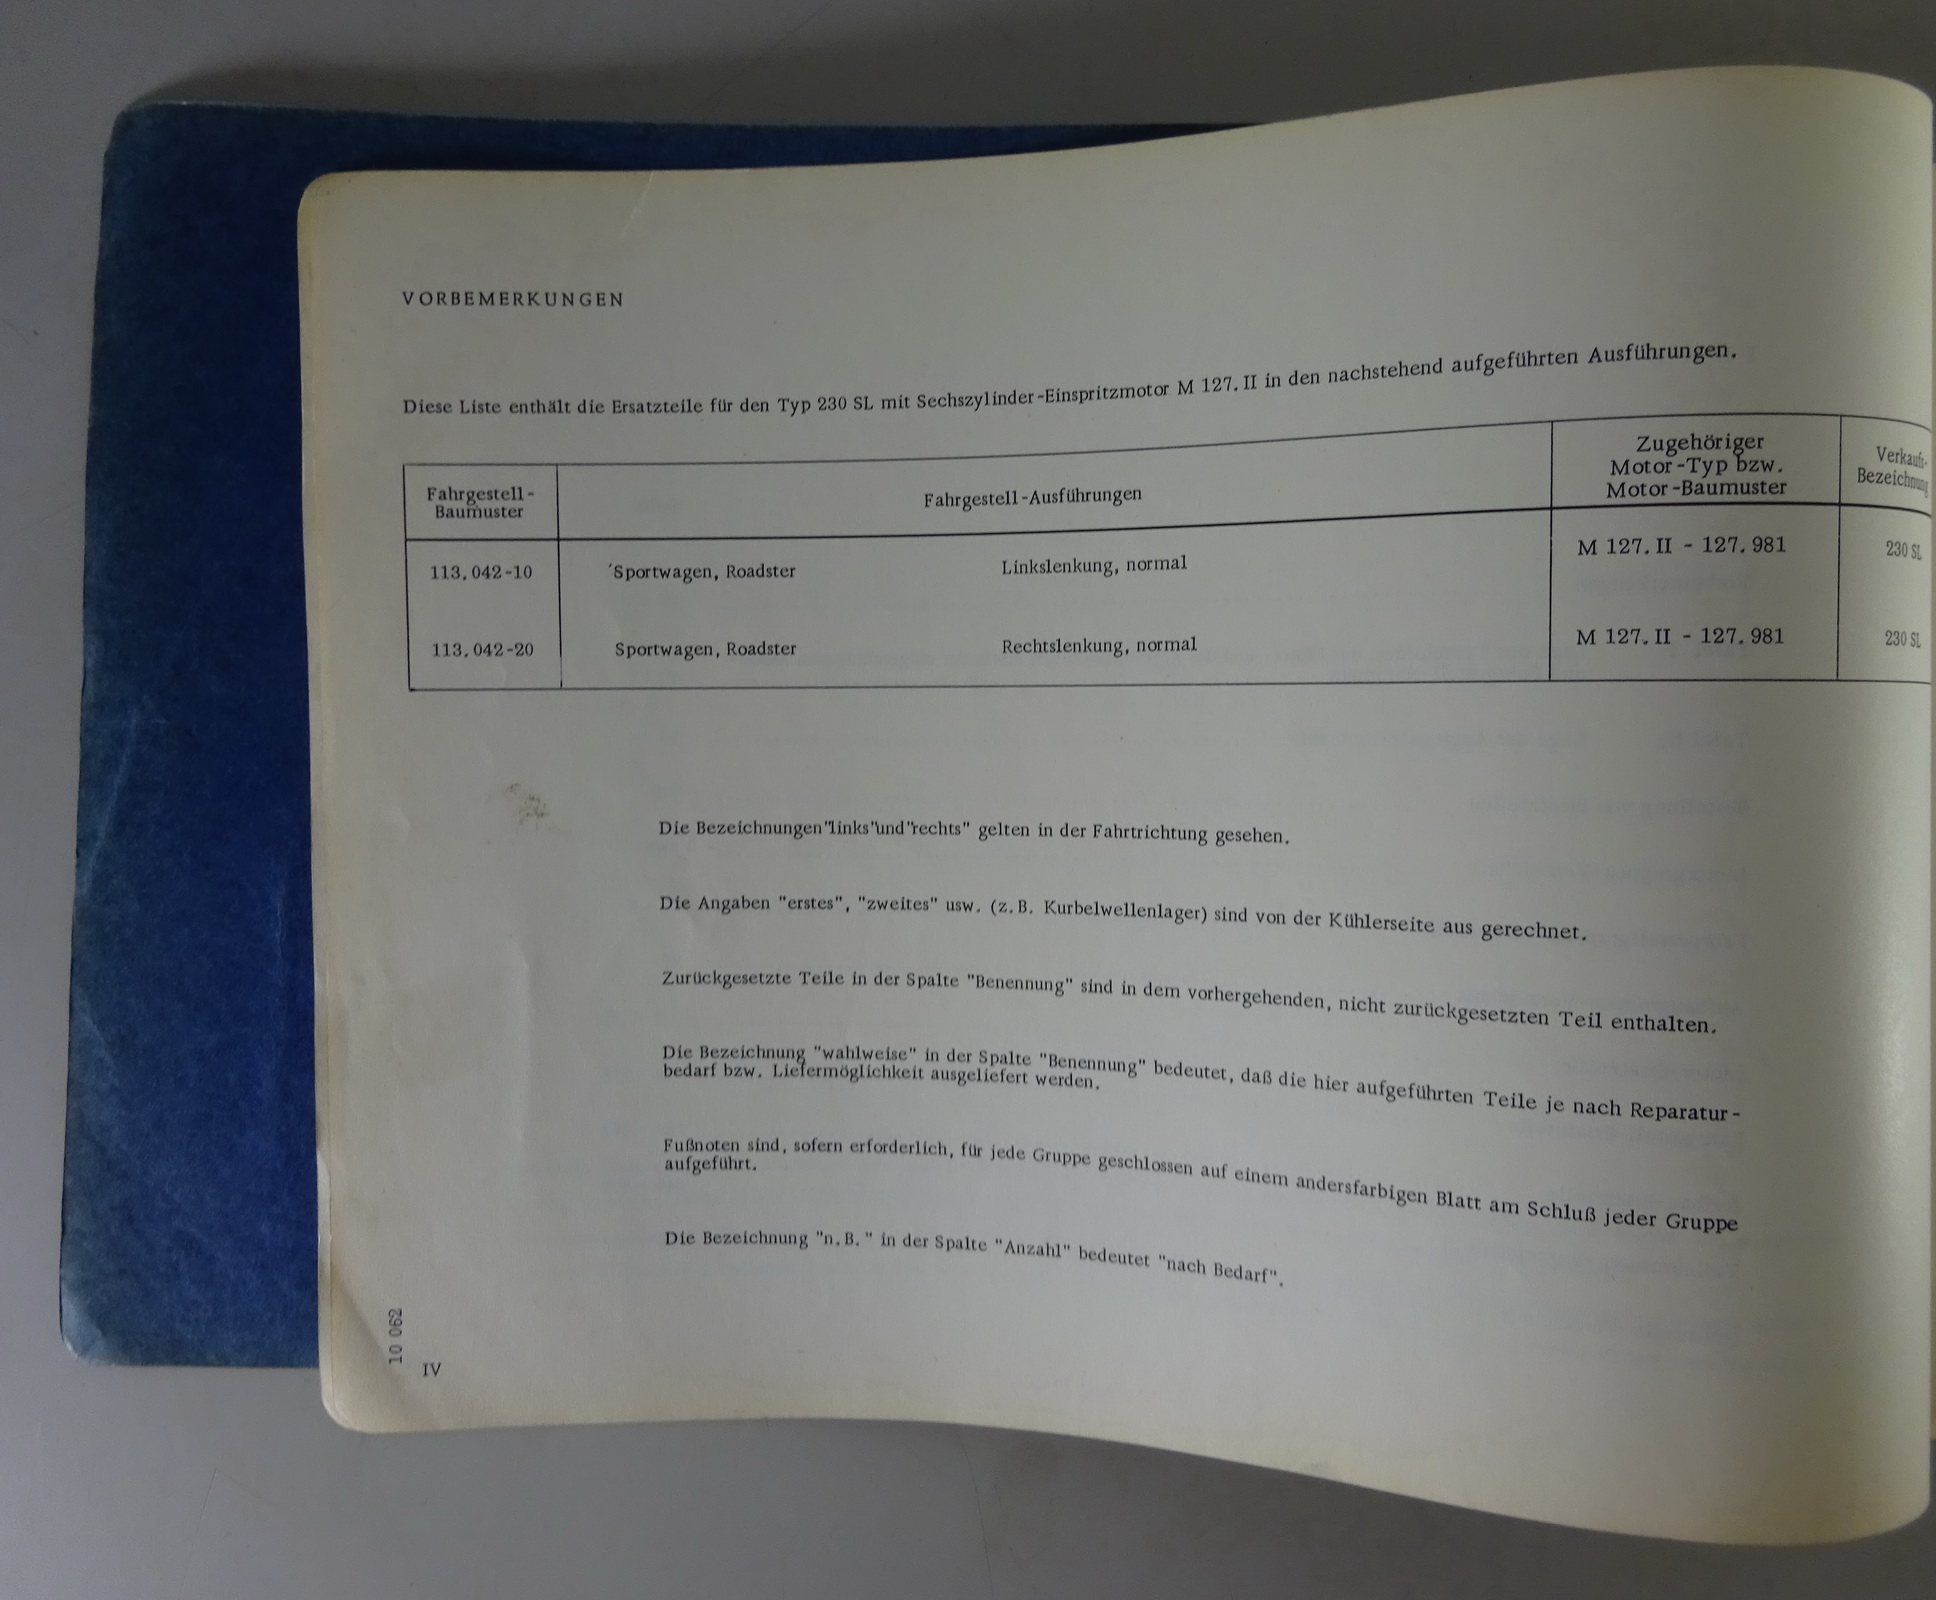 VORBEMERKUNGEN
Diese Liste enthält die Ersatzteile für den Typ 230 SL mit Sechszylinder-Einspritzmotor M 127. II in den nachstehend aufgeführten Ausführungen.
Fahrgestell-
Baumuster
Fahrgestell-Ausführungen
Zugehöriger
Motor-Typ bzw.
Motor-Baumuster
Verkaufs-
Bezeichnung
113. 042-10 Sportwagen, Roadster Linkslenkung, normal M 127. II - 127. 981 230 SL
113. 042-20 Sportwagen, Roadster Rechtslenkung, normal M 127. II - 127. 981 230 SL
Die Bezeichnungen "links" und "rechts" gelten in der Fahrtrichtung gesehen.
Die Angaben "erstes", "zweites" usw. (z. B. Kurbelwellenlager) sind von der Kühlerseite aus gerechnet.
Zurückgesetzte Teile in der Spalte "Benennung" sind in dem vorhergehenden, nicht zurückgesetzten Teil enthalten.
Die Bezeichnung "wahlweise" in der Spalte "Benennung" bedeutet, daß die hier aufgeführten Teile je nach Reparatur-
bedarf bzw. Liefermöglichkeit ausgeliefert werden.
Fußnoten sind, sofern erforderlich, für jede Gruppe geschlossen auf einem andersfarbigen Blatt am Schluß jeder Gruppe
aufgeführt.
Die Bezeichnung "n. B. " in der Spalte "Anzahl" bedeutet "nach Bedarf".
10 062
IV